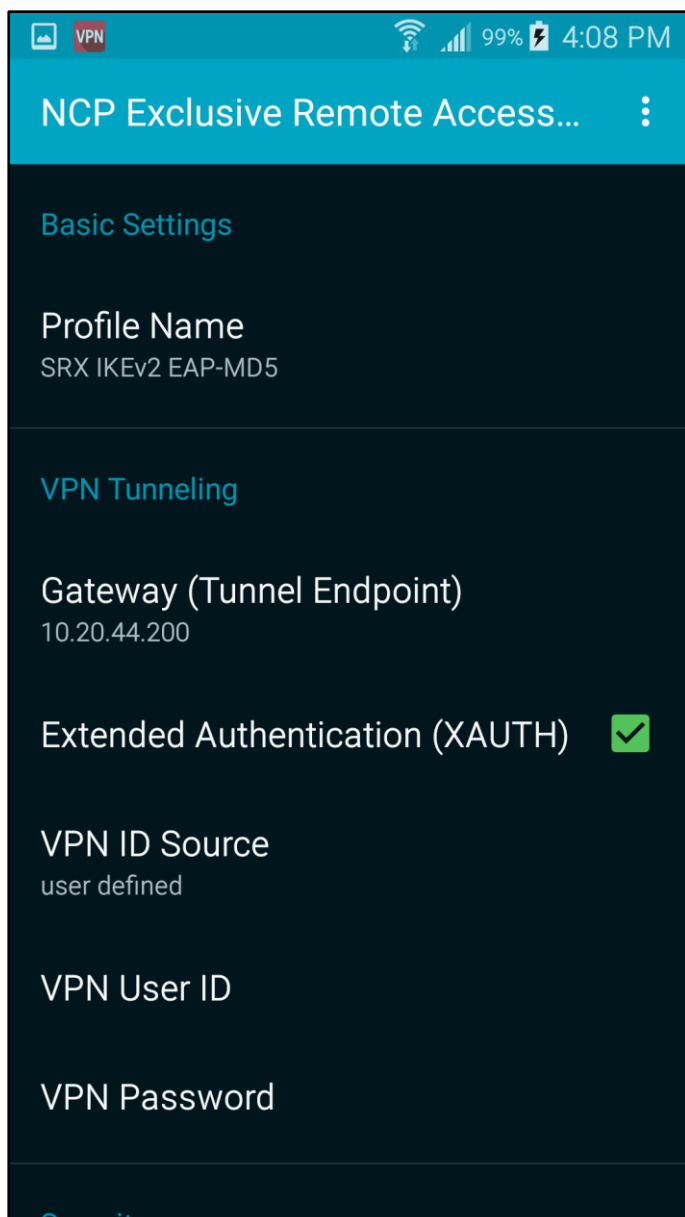 VPN 99% 4:08 PM
NCP Exclusive Remote Access...
Basic Settings
Profile Name
SRX IKEv2 EAP-MD5
VPN Tunneling
Gateway (Tunnel Endpoint)
10.20.44.200
Extended Authentication (XAUTH)
VPN ID Source
user defined
VPN User ID
VPN Password